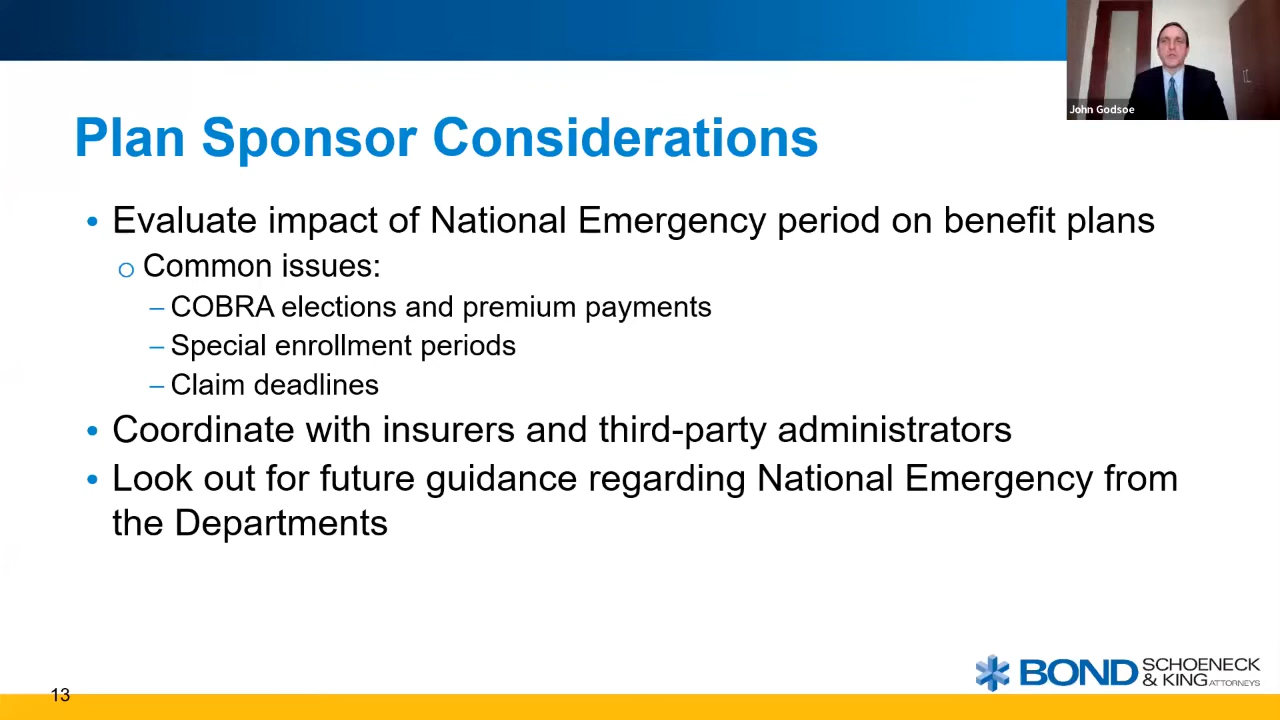 John Godsoe
Plan Sponsor Considerations
• Evaluate impact of National Emergency period on benefit plans
o Common issues:
– COBRA elections and premium payments
– Special enrollment periods
– Claim deadlines
• Coordinate with insurers and third-party administrators
• Look out for future guidance regarding National Emergency from
the Departments
BOND SCHOENECK
& KING ATTORNEYS
13